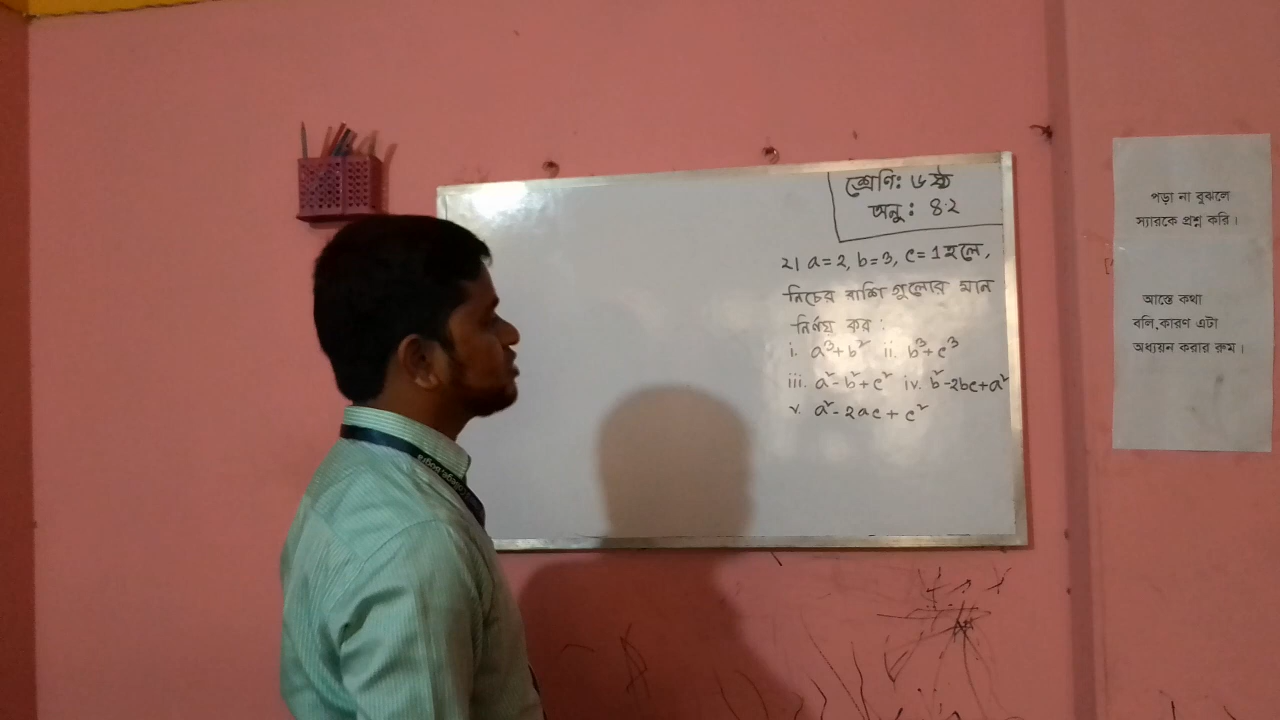 শ্রেণি: ৬ষ্ঠ
অনু: ৪.২
২। a=2, b=3, c=1 হলে,
নিচের রাশি গুলোর মান
নির্ণয় কর:
i. a³+b² ii. b³+c³
iii. a²-b²+c² iv. b²-2bc+a²
v. a²-2ac+c²
পড়া না বুঝলে
স্যারকে প্রশ্ন করি।
আস্তে কথা
বলি,কারণ এটা
অধ্যয়ন করার রুম।